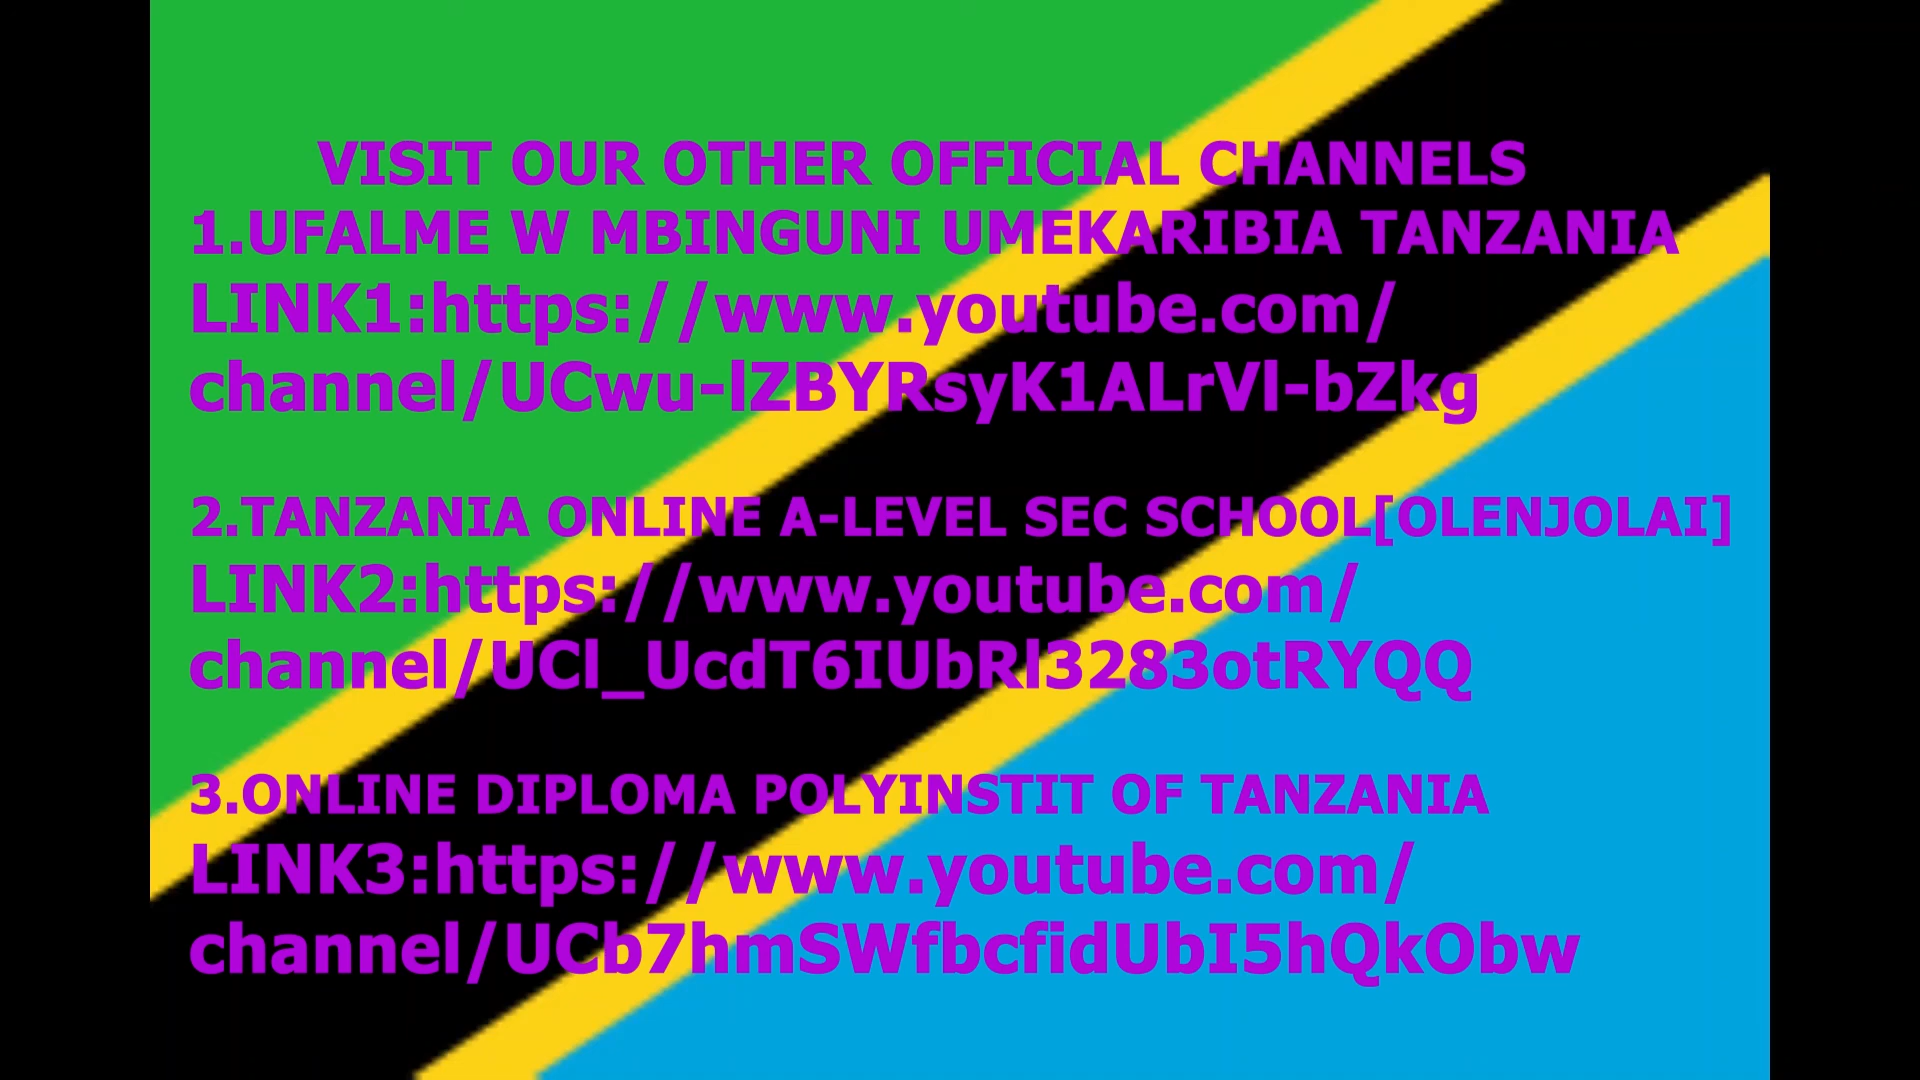 VISIT OUR OTHER OFFICIAL CHANNELS
1.UFALME W MBINGUNI UMEKARIBIA TANZANIA
LINK1:https://www.youtube.com/
channel/UCwu-lZBYRsyK1ALrVl-bZkg
2.TANZANIA ONLINE A-LEVEL SEC SCHOOL[OLENJOLAI]
LINK2:https://www.youtube.com/
channel/UCl_UcdT6IUbRl3283otRYQQ
3.ONLINE DIPLOMA POLYINSTIT OF TANZANIA
LINK3:https://www.youtube.com/
channel/UCb7hmSWfbcfidUbI5hQkObw